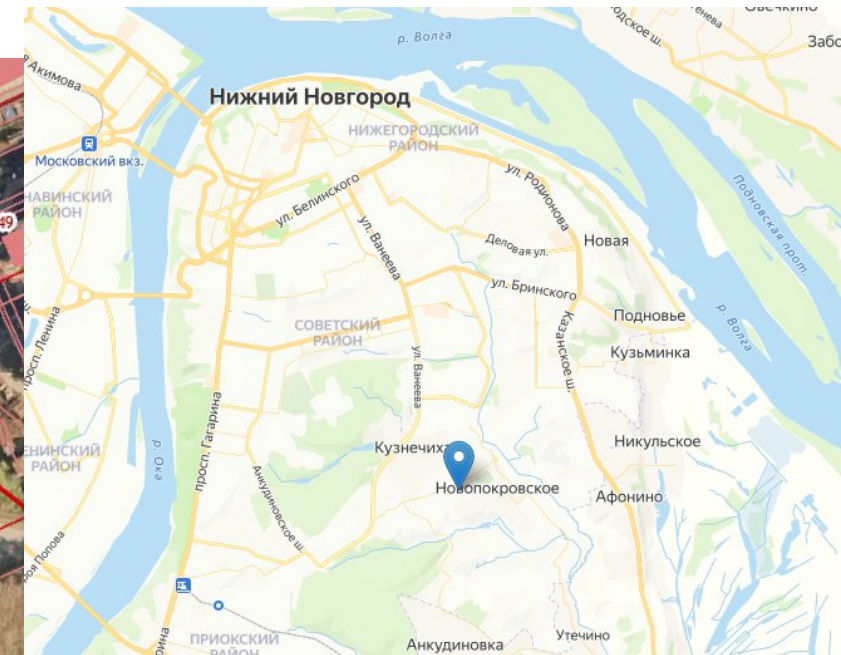 р. Волга
Забо
Акимова
Нижний Новгород
НИЖЕГОРОДСКИЙ
РАЙОН
Московский вкз.
ул. Родионова
Подновская прот.
НАВИНСКИЙ
РАЙОН
ул. Белинского
49
ул. Ванеева
Деловая ул.
Новая
ул. Бринского
р. Волга
Подновье
СОВЕТСКИЙ
РАЙОН
Казанское ш.
Кузьминка
просп. Ленина
ул. Ванеева
просп. Гагарина
Кузнечиха
Никульское
ЕНИНСКИЙ
РАЙОН
р. Ока
Анкудиновское ш.
Новопокровское
Афонино
Попова
ПРИОКСКИЙ
РАЙОН
Анкудиновка
Утечино